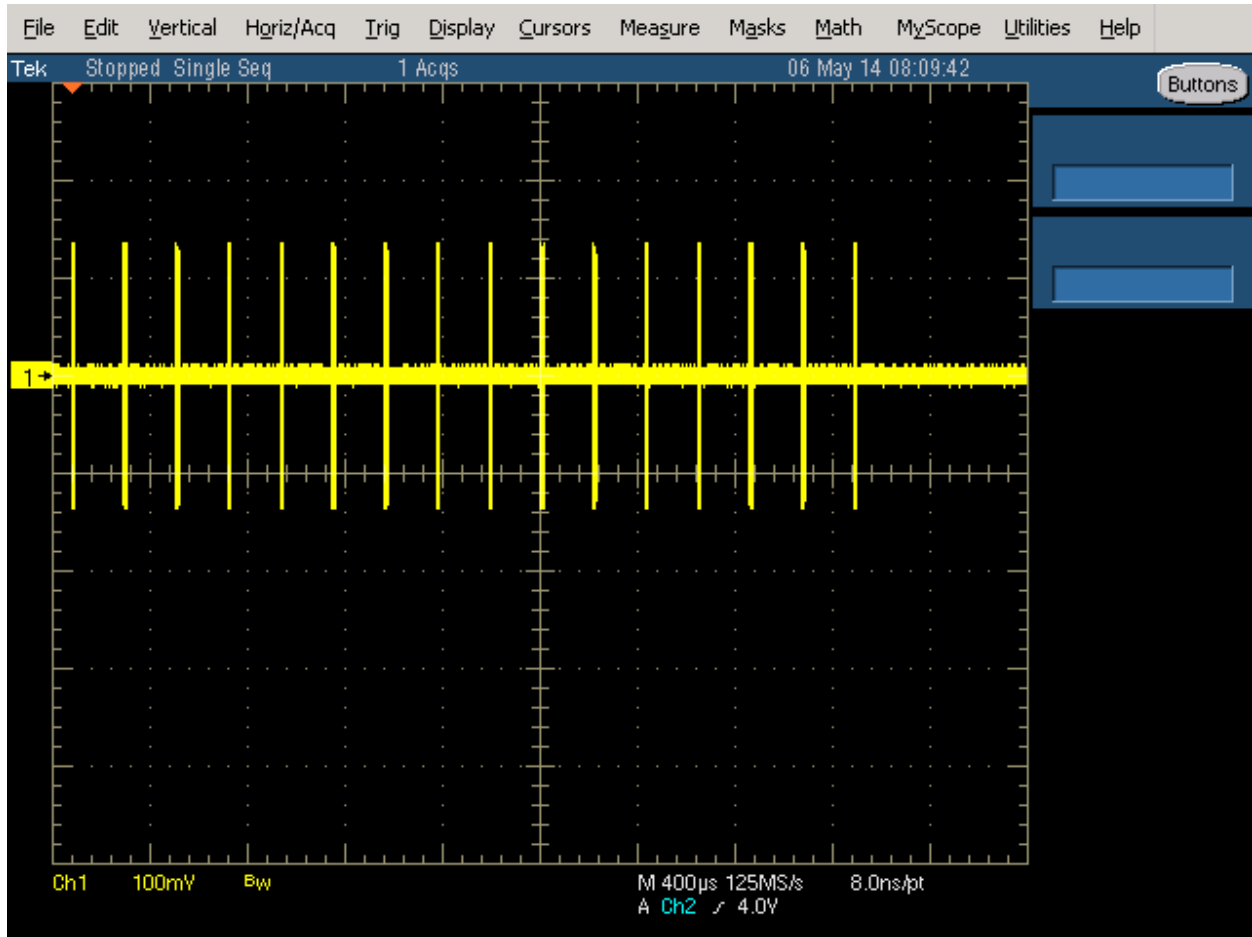 File Edit Vertical Horiz/Acq Trig Display Cursors Measure Masks Math MyScope Utilities Help
Tek Stopped Single Seq 1 Acqs 06 May 14 08:09:42 Buttons
1
Ch1 100mV Bw M 400µs 125MS/s 8.0ns/pt
A Ch2 / 4.0V